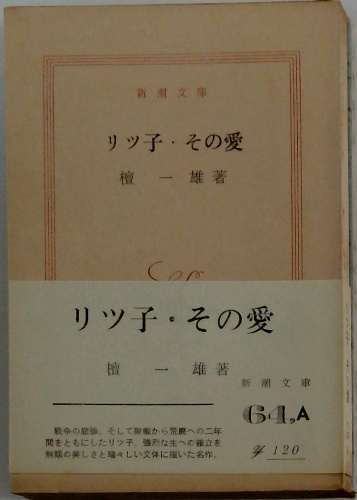 新潮文庫
リツ子・その愛
檀一雄著
リツ子・その愛
檀一雄著
新潮文庫
64,A
¥120
戦争の悲惨、そして敗戦から荒廃への二年
間をともにしたリツ子、強烈な生への確立を
無類の美しさと瑞々しい文体に描いた名作。